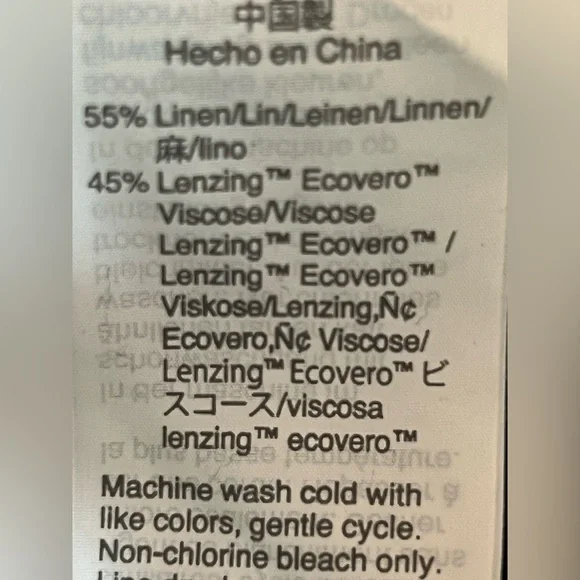 中国製
Hecho en China
55% Linen/Lin/Leinen/Linnen/
麻/lino
45% Lenzing™ Ecovero™
Viscose/Viscose
Lenzing™ Ecovero™ /
Lenzing™ Ecovero™
Viskose/Lenzing‚Ñ¢
Ecovero‚Ñ¢ Viscose/
Lenzing™ Ecovero™ ビ
スコース/viscosa
lenzing™ ecovero™
Machine wash cold with
like colors, gentle cycle.
Non-chlorine bleach only.